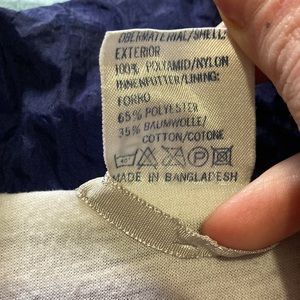 OBERMATERIAL/SHELL/
EXTERIOR
100% POLYAMID/NYLON
INNENFUTTER/LINING:
FORRO
65% POLYESTER
35% BAUMWOLLE/
COTTON/COTONE
P
MADE IN BANGLADESH